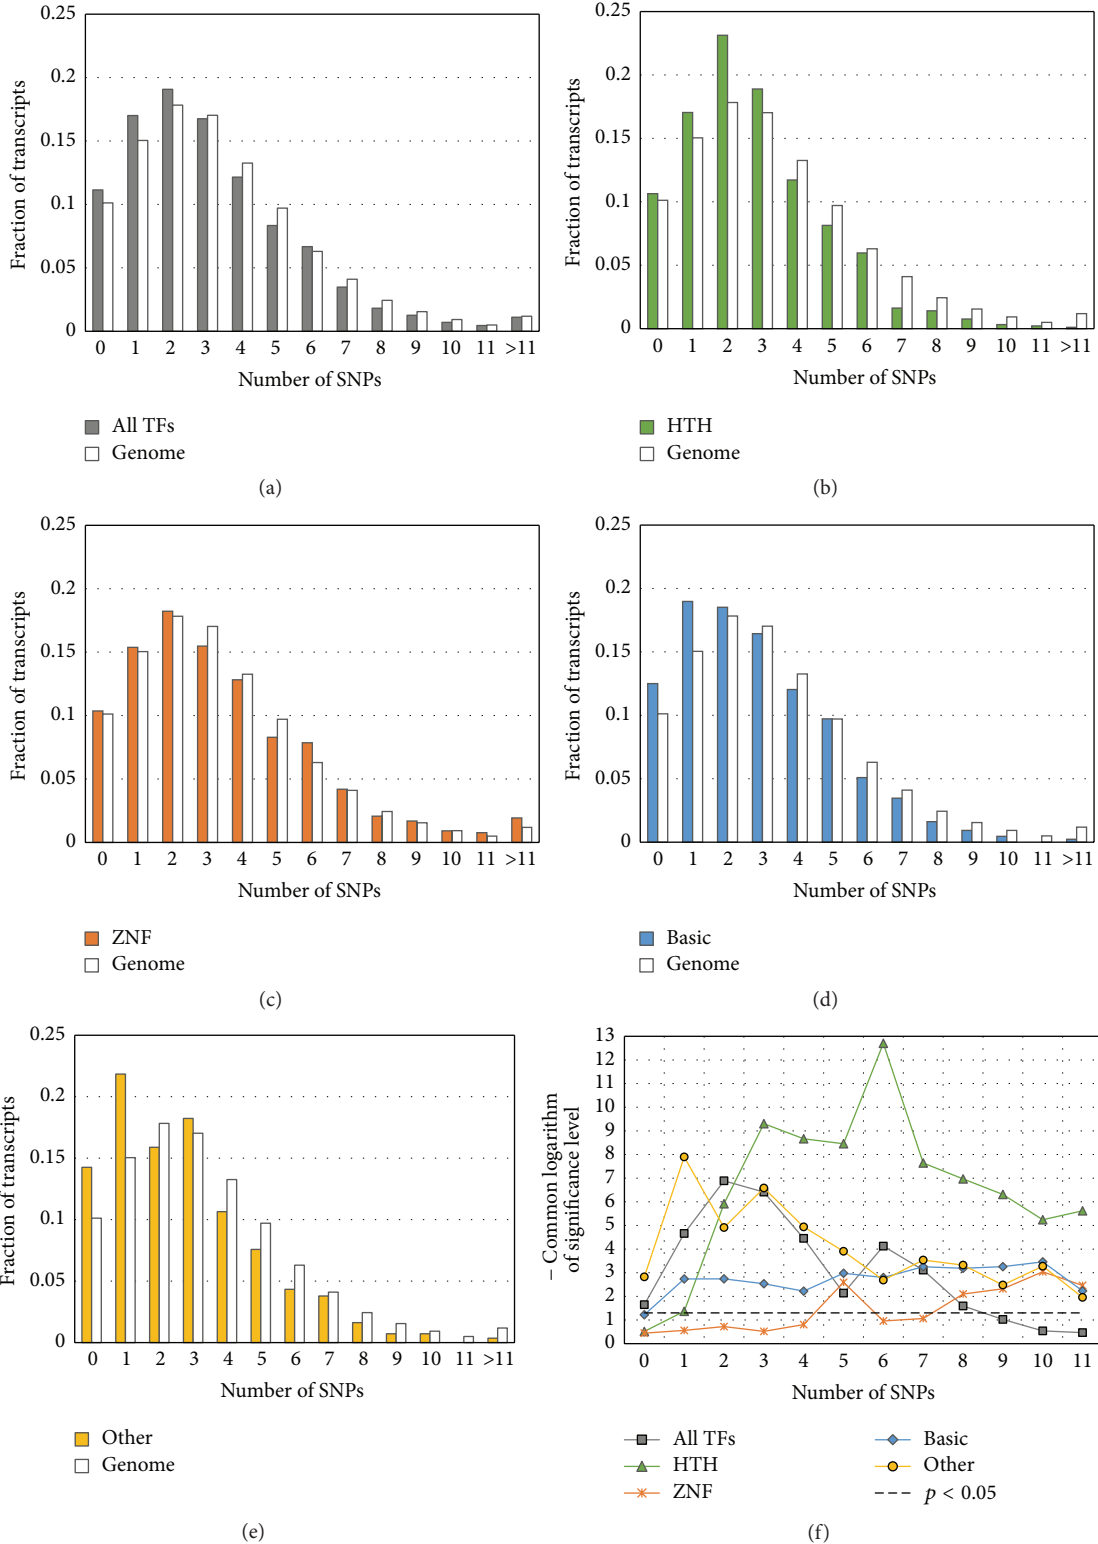 0.25
0.2
0.15
0.1
0.05
0
Fraction of transcripts
0 1 2 3 4 5 6 7 8 9 10 11 >11
Number of SNPs
All TFs
Genome
(a)
0.25
0.2
0.15
0.1
0.05
0
Fraction of transcripts
0 1 2 3 4 5 6 7 8 9 10 11 >11
Number of SNPs
HTH
Genome
(b)
0.25
0.2
0.15
0.1
0.05
0
Fraction of transcripts
0 1 2 3 4 5 6 7 8 9 10 11 >11
Number of SNPs
ZNF
Genome
(c)
0.25
0.2
0.15
0.1
0.05
0
Fraction of transcripts
0 1 2 3 4 5 6 7 8 9 10 11 >11
Number of SNPs
Basic
Genome
(d)
0.25
0.2
0.15
0.1
0.05
0
Fraction of transcripts
0 1 2 3 4 5 6 7 8 9 10 11 >11
Number of SNPs
Other
Genome
(e)
13
12
11
10
9
8
7
6
5
4
3
2
1
0
− Common logarithm
of significance level
0 1 2 3 4 5 6 7 8 9 10 11
Number of SNPs
All TFs
HTH
ZNF
Basic
Other
p < 0.05
(f)